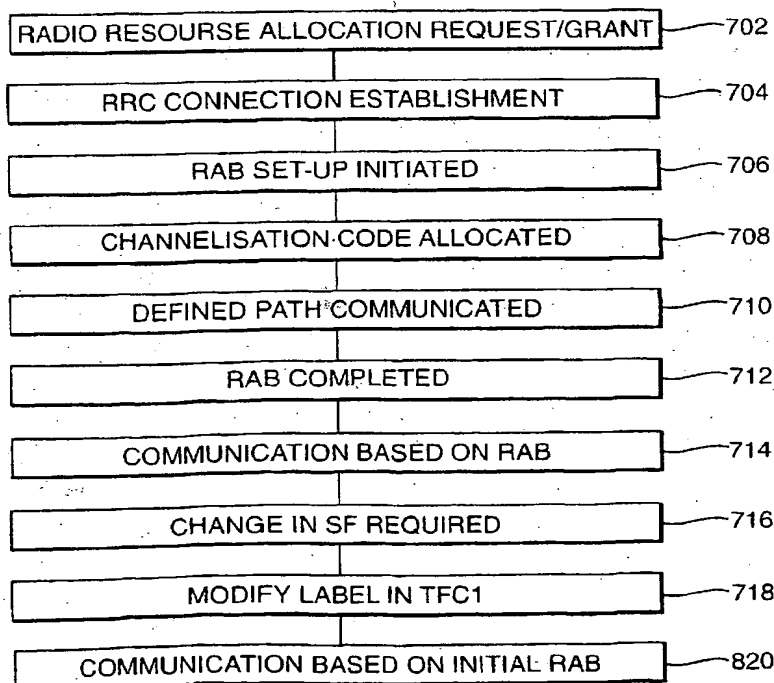 RADIO RESOURSE ALLOCATION REQUEST/GRANT 702
RRC CONNECTION ESTABLISHMENT 704
RAB SET-UP INITIATED 706
CHANNELISATION CODE ALLOCATED 708
DEFINED PATH COMMUNICATED 710
RAB COMPLETED 712
COMMUNICATION BASED ON RAB 714
CHANGE IN SF REQUIRED 716
MODIFY LABEL IN TFC1 718
COMMUNICATION BASED ON INITIAL RAB 820